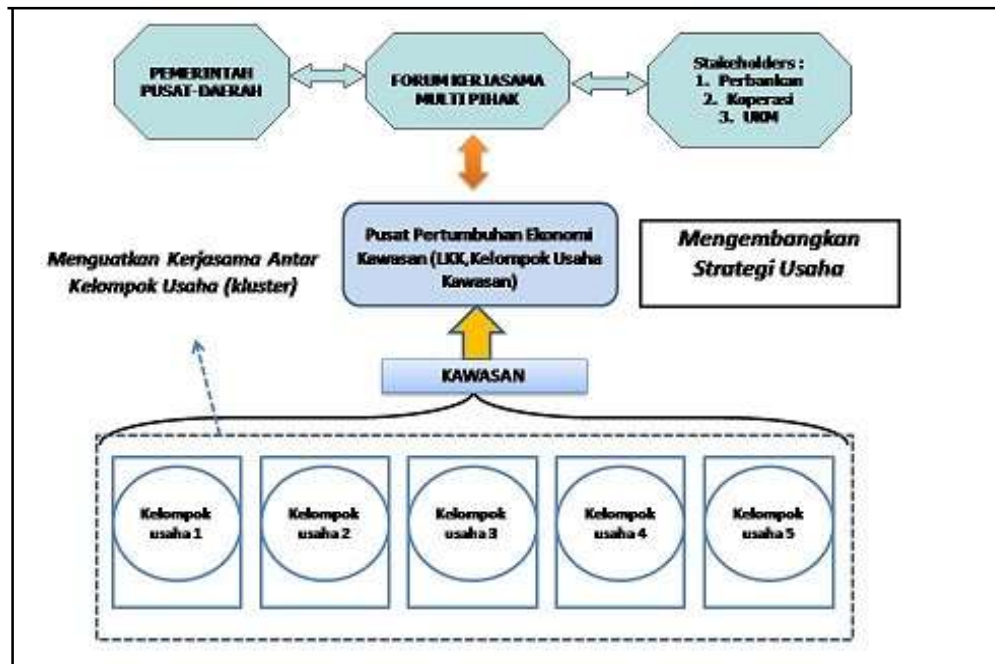 PEMERINTAH
PUSAT-DAERAH
FORUM KERJASAMA
MULTI PIHAK
Stakeholders :
1. Perbankan
2. Koperasi
3. UKM
Menguatkan Kerjasama Antar
Kelompok Usaha (kluster)
Pusat Pertumbuhan Ekonomi
Kawasan (LKK,Kelompok Usaha
Kawasan)
Mengembangkan
Strategi Usaha
KAWASAN
Kelompok
usaha 1
Kelompok
usaha 2
Kelompok
usaha 3
Kelompok
usaha 4
Kelompok
usaha 5